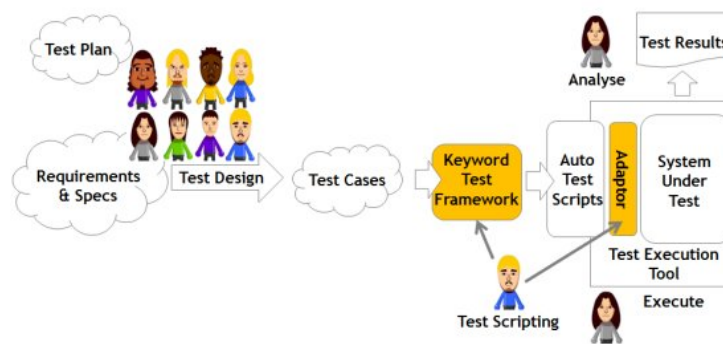 Test Plan
Requirements
& Specs
Test Design
Test Cases
Keyword
Test
Framework
Auto
Test
Scripts
Adaptor
System
Under
Test
Test Execution
Tool
Test Results
Analyse
Execute
Test Scripting